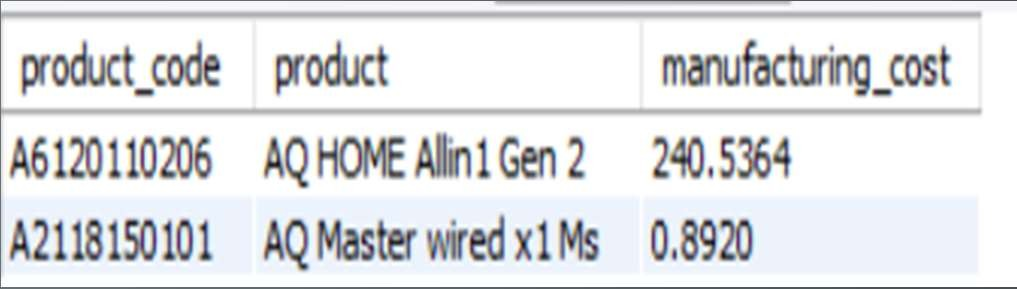 product_code product manufacturing_cost
A6120110206 AQ HOME Allin1 Gen 2 240.5364
A2118150101 AQ Master wired x1 Ms 0.8920